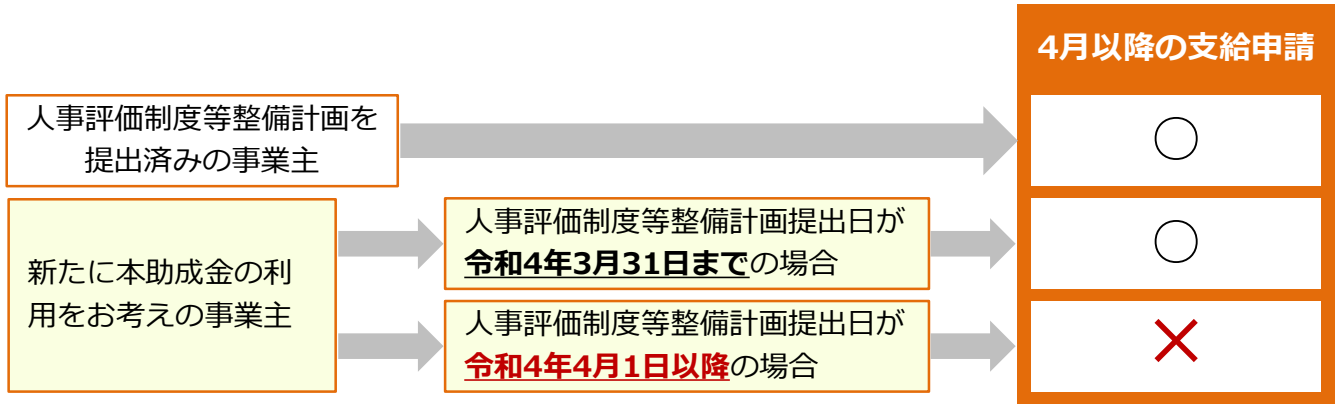 4月以降の支給申請
人事評価制度等整備計画を
提出済みの事業主
○
新たに本助成金の利
用をお考えの事業主
人事評価制度等整備計画提出日が
令和4年3月31日までの場合
○
人事評価制度等整備計画提出日が
令和4年4月1日以降の場合
×